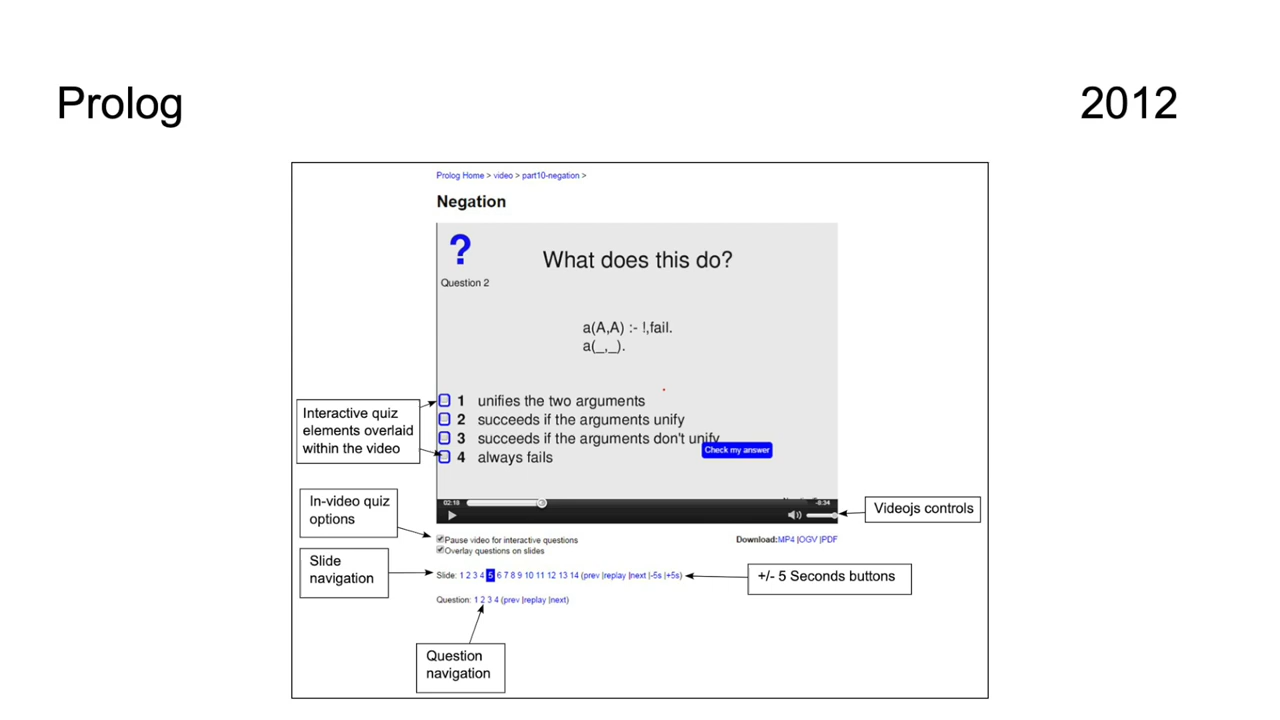 Prolog
2012
Prolog Home > video > part10-negation >
Negation
?
What does this do?
Question 2
a(A,A) :- !,fail.
a(_,_).
1 unifies the two arguments
2 succeeds if the arguments unify
3 succeeds if the arguments don't unify
4 always fails
Check my answer
Interactive quiz
elements overlaid
within the video
02:18
-6:34
In-video quiz
options
Videojs controls
Pause video for interactive questions
Overlay questions on slides
Download:MP4 |OGV |PDF
Slide
navigation
Slide: 1 2 3 4 5 6 7 8 9 10 11 12 13 14 (prev |replay |next |-5s |+5s)
+/- 5 Seconds buttons
Question: 1 2 3 4 (prev |replay |next)
Question
navigation